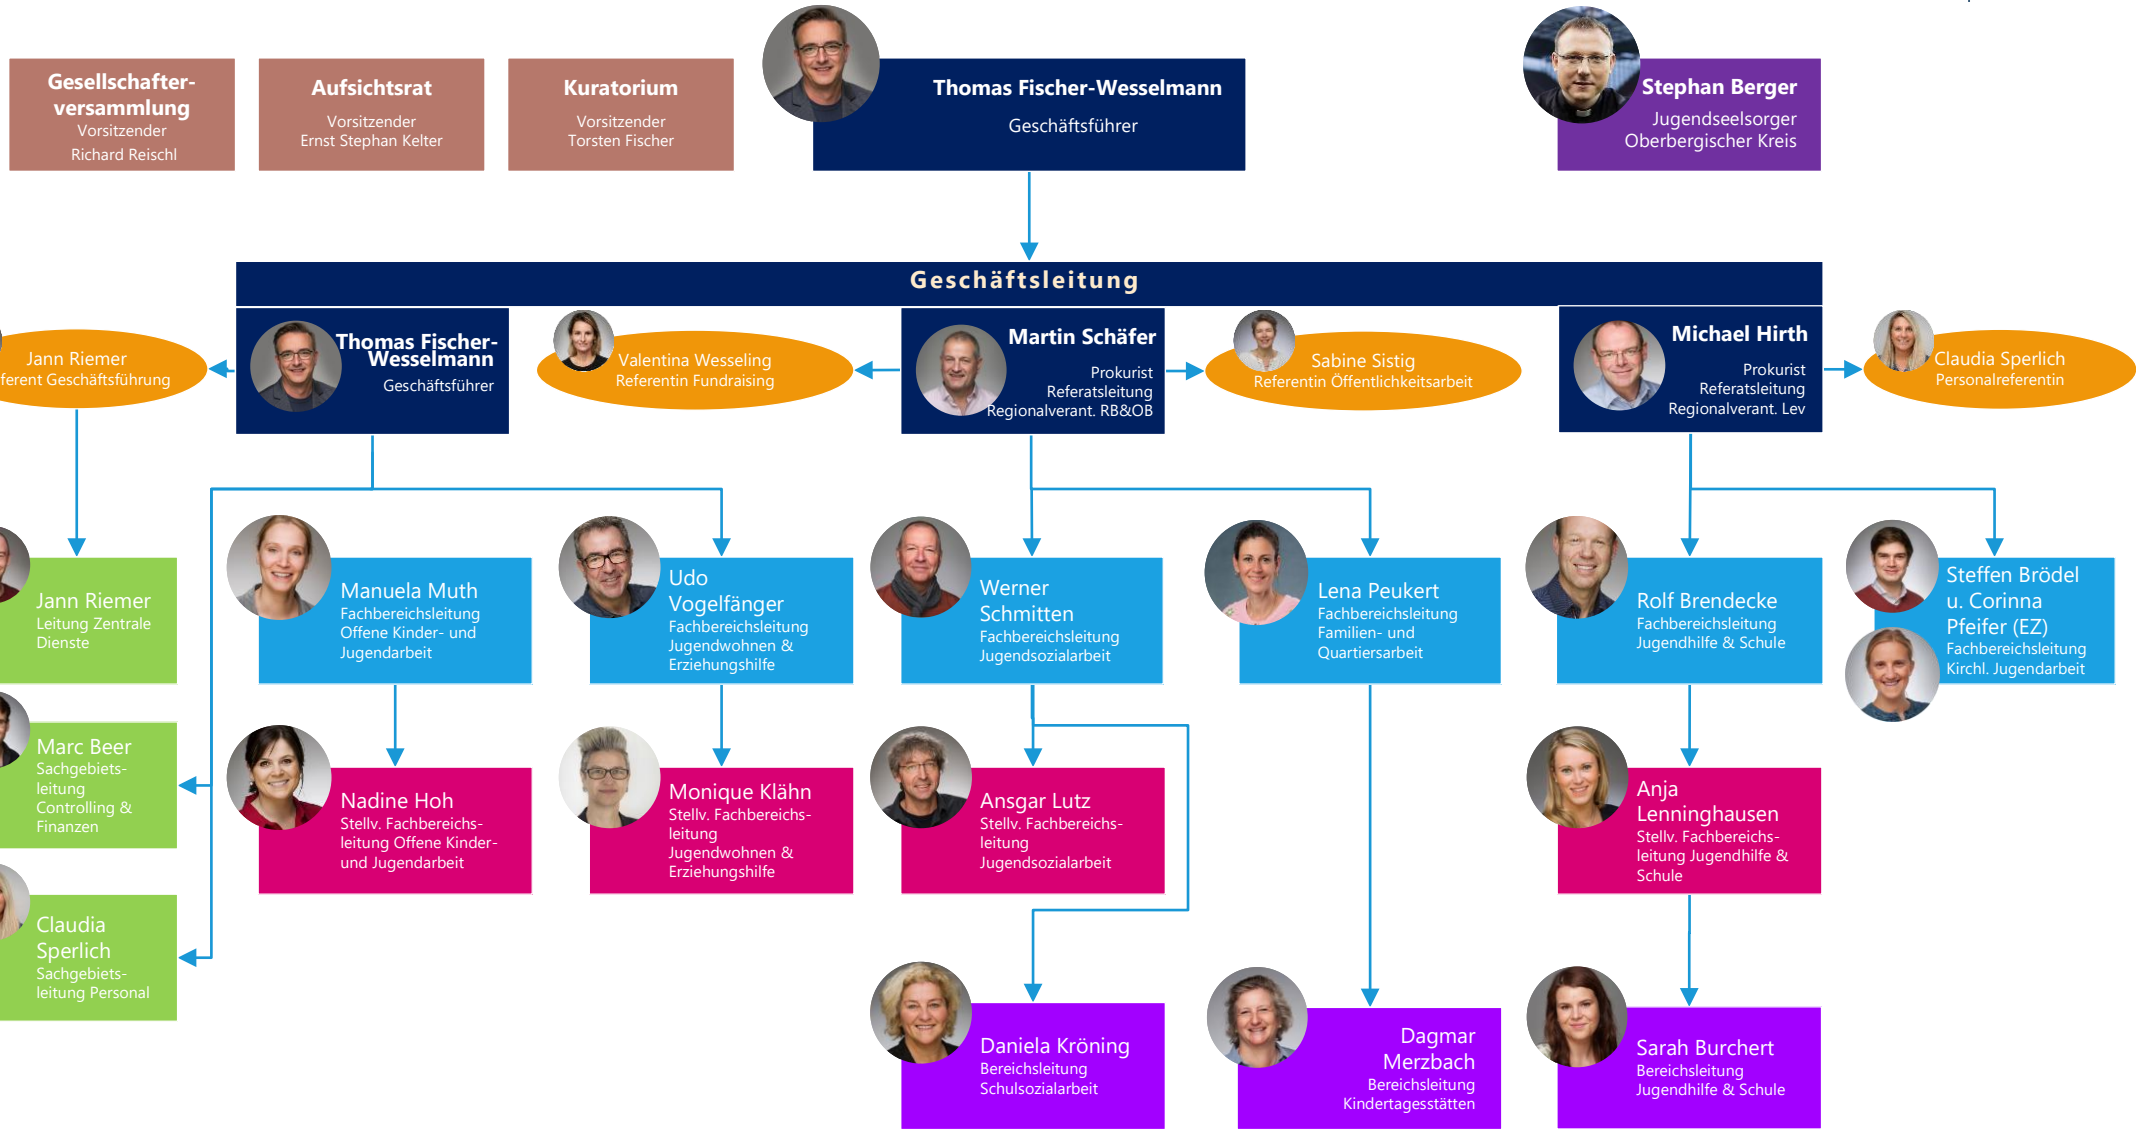 Gesellschafter-
versammlung
Vorsitzender
Richard Reischl
Aufsichtsrat
Vorsitzender
Ernst Stephan Kelter
Kuratorium
Vorsitzender
Torsten Fischer
Thomas Fischer-Wesselmann
Geschäftsführer
Stephan Berger
Jugendseelsorger
Oberbergischer Kreis
Geschäftsleitung
Jann Riemer
ferent Geschäftsführung
Thomas Fischer-
Wesselmann
Geschäftsführer
Valentina Wesseling
Referentin Fundraising
Martin Schäfer
Prokurist
Referatsleitung
Regionalverant. RB&OB
Sabine Sistig
Referentin Öffentlichkeitsarbeit
Michael Hirth
Prokurist
Referatsleitung
Regionalverant. Lev
Claudia Sperlich
Personalreferentin
Jann Riemer
Leitung Zentrale
Dienste
Manuela Muth
Fachbereichsleitung
Offene Kinder- und
Jugendarbeit
Udo
Vogelfänger
Fachbereichsleitung
Jugendwohnen &
Erziehungshilfe
Werner
Schmitten
Fachbereichsleitung
Jugendsozialarbeit
Lena Peukert
Fachbereichsleitung
Familien- und
Quartiersarbeit
Rolf Brendecke
Fachbereichsleitung
Jugendhilfe & Schule
Steffen Brödel
u. Corinna
Pfeifer (EZ)
Fachbereichsleitung
Kirchl. Jugendarbeit
Marc Beer
Sachgebiets-
leitung
Controlling &
Finanzen
Nadine Hoh
Stellv. Fachbereichs-
leitung Offene Kinder-
und Jugendarbeit
Monique Klähn
Stellv. Fachbereichs-
leitung
Jugendwohnen &
Erziehungshilfe
Ansgar Lutz
Stellv. Fachbereichs-
leitung
Jugendsozialarbeit
Anja
Lenninghausen
Stellv. Fachbereichs-
leitung Jugendhilfe &
Schule
Claudia
Sperlich
Sachgebiets-
leitung Personal
Daniela Kröning
Bereichsleitung
Schulsozialarbeit
Dagmar
Merzbach
Bereichsleitung
Kindertagesstätten
Sarah Burchert
Bereichsleitung
Jugendhilfe & Schule